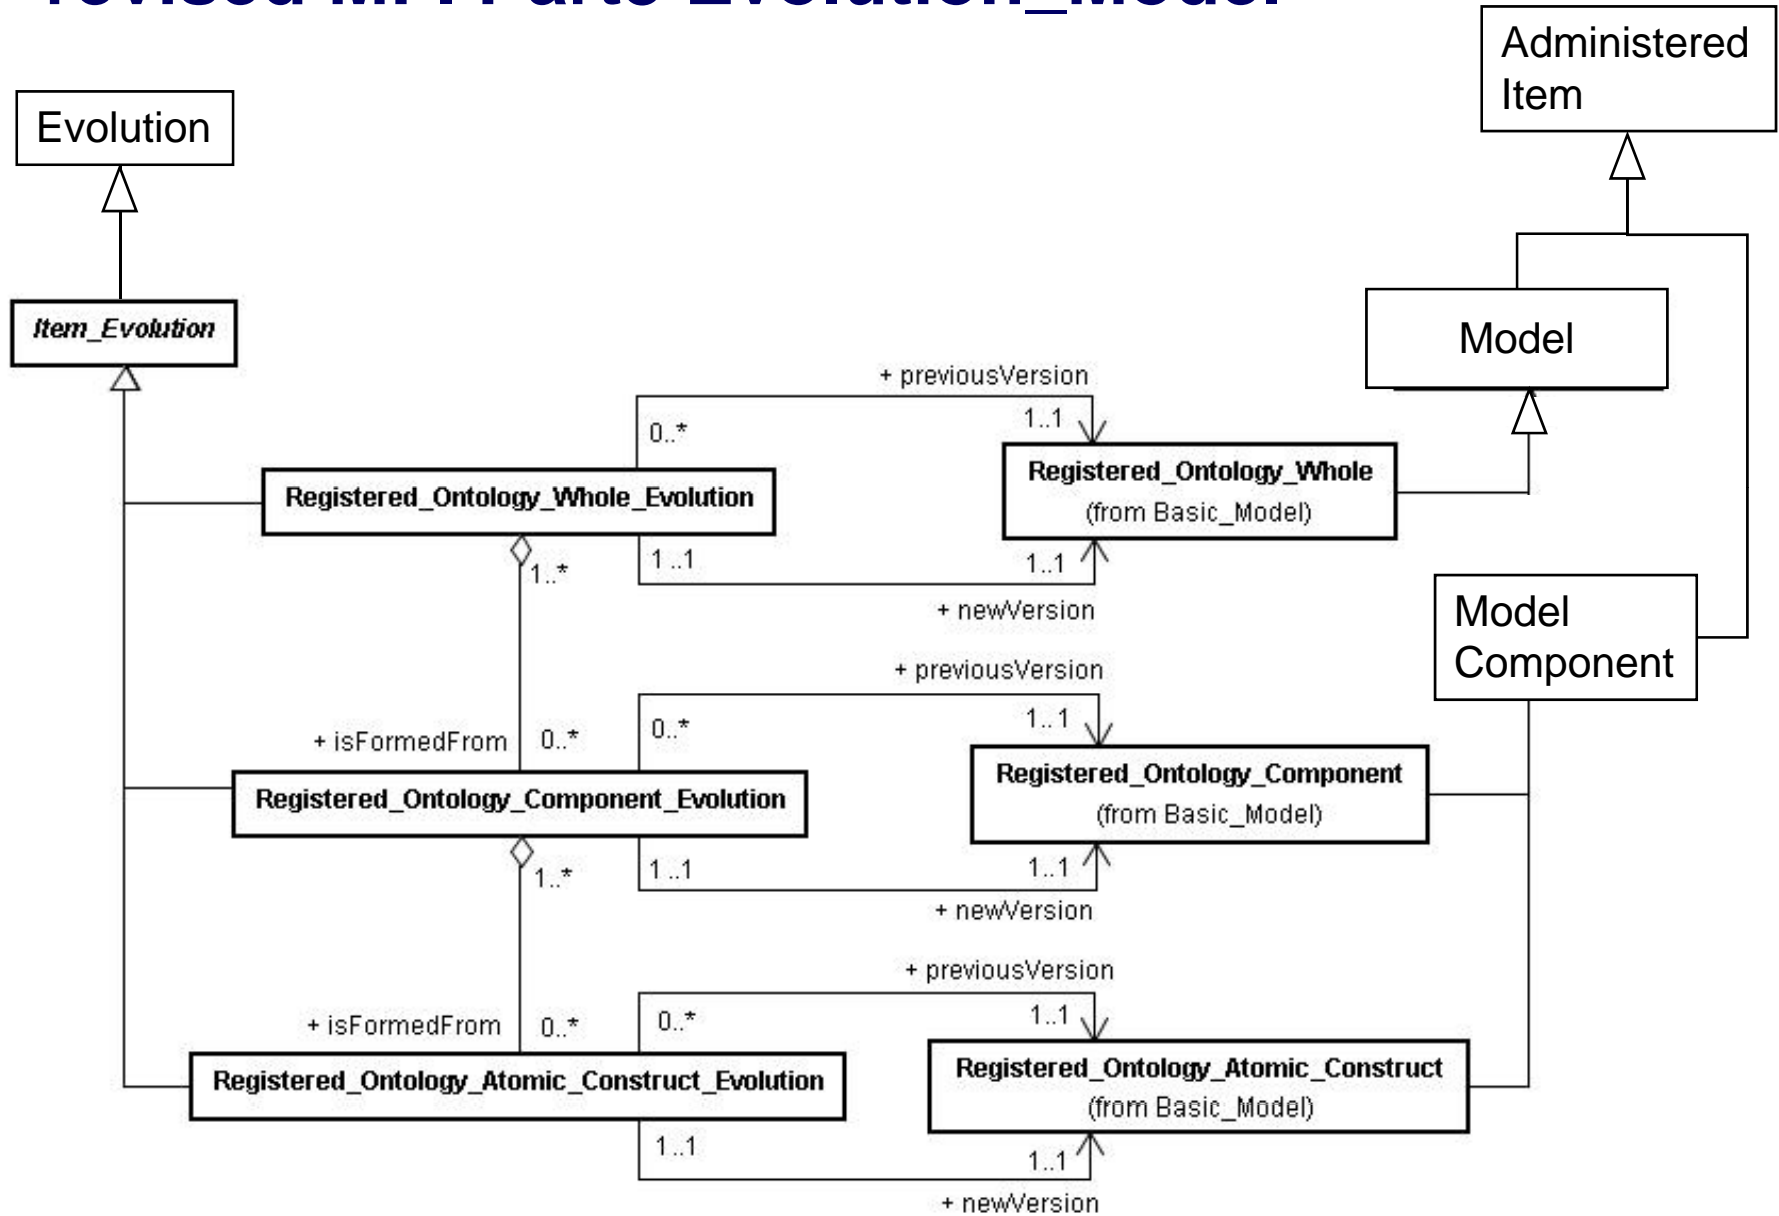 Evolution_Model
Administered
Item
Evolution
Item_Evolution
Model
+ previousVersion
0..*
1..1
Registered_Ontology_Whole_Evolution
Registered_Ontology_Whole
(from Basic_Model)
1..*
1..1
1..1
+ newVersion
Model
Component
+ previousVersion
+ isFormedFrom
0..*
0..*
1..1
Registered_Ontology_Component_Evolution
Registered_Ontology_Component
(from Basic_Model)
1..*
1..1
1..1
+ newVersion
+ previousVersion
+ isFormedFrom
0..*
0..*
1..1
Registered_Ontology_Atomic_Construct_Evolution
Registered_Ontology_Atomic_Construct
(from Basic_Model)
1..1
1..1
+ newVersion